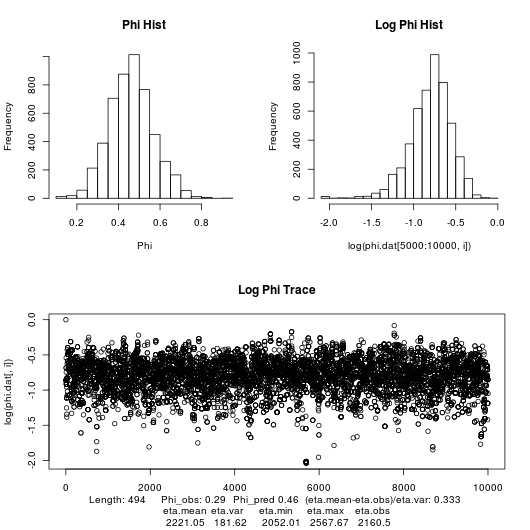 Phi Hist
Log Phi Hist
Frequency
0 200 400 600 800
0.2 0.4 0.6 0.8
Phi
Frequency
0 200 400 600 800 1000
-2.0 -1.5 -1.0 -0.5 0.0
log(phi.dat[5000:10000, i])
Log Phi Trace
log(phi.dat[, i])
0.0
-0.5
-1.0
-1.5
-2.0
0 2000 4000 6000 8000 10000
Length: 494 Phi_obs: 0.29 Phi_pred 0.46 (eta.mean-eta.obs)/eta.var: 0.333
eta.mean eta.var eta.min eta.max eta.obs
2221.05 181.62 2052.01 2567.67 2160.5